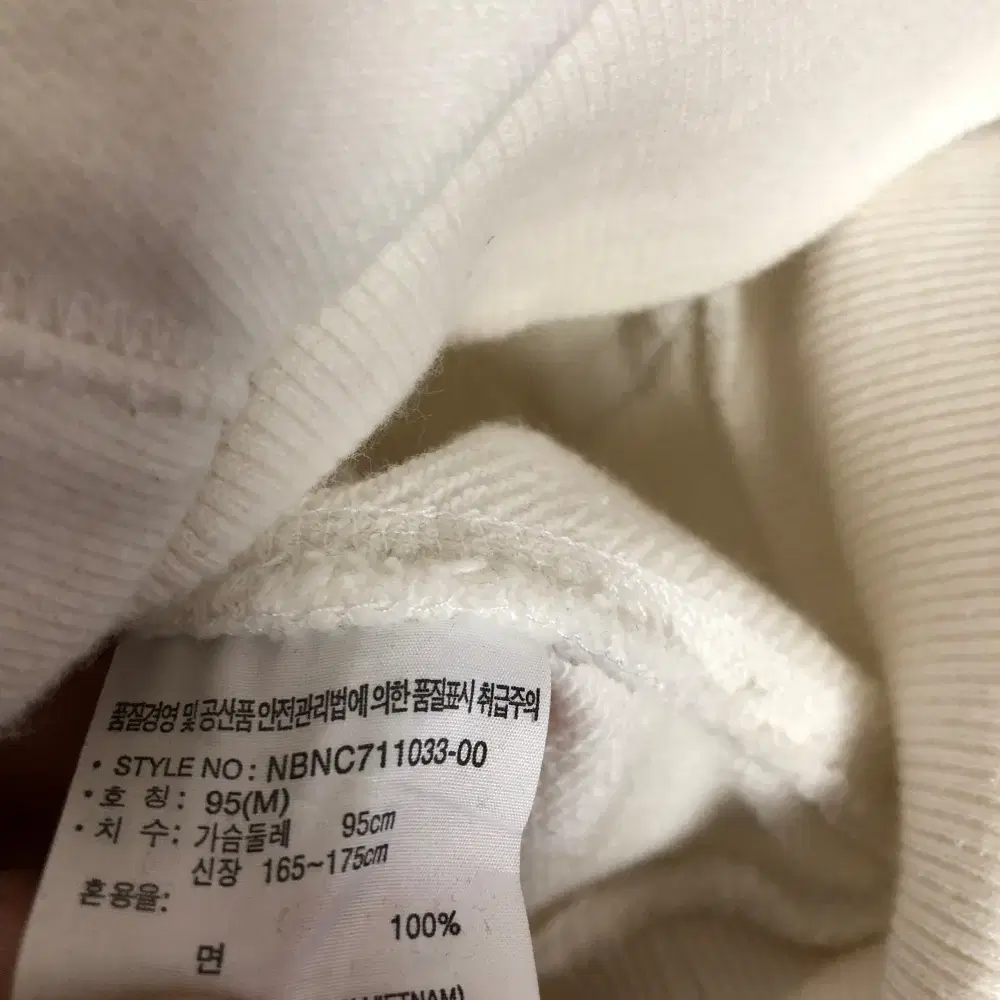 품질경영 및 공산품 안전관리법에 의한 품질표시 취급주의
• STYLE NO : NBNC711033-00
• 호 칭 : 95(M)
• 치 수 : 가슴둘레 95cm
신장 165~175cm
혼용율:
100%
면
VIETNAM)